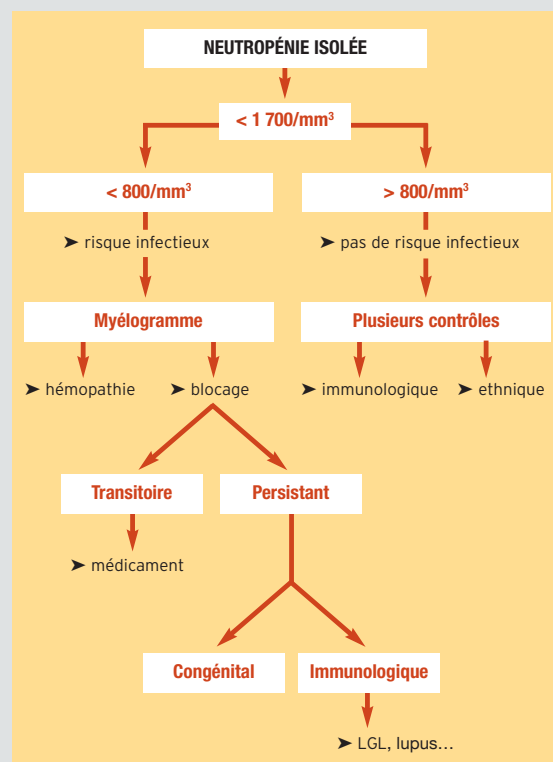 NEUTROPÉNIE ISOLÉE
< 1 700/mm³
< 800/mm³
> 800/mm³
➤ risque infectieux
➤ pas de risque infectieux
Myélogramme
Plusieurs contrôles
➤ hémopathie
➤ blocage
➤ immunologique
➤ ethnique
Transitoire
Persistant
➤ médicament
Congénital
Immunologique
➤ LGL, lupus...